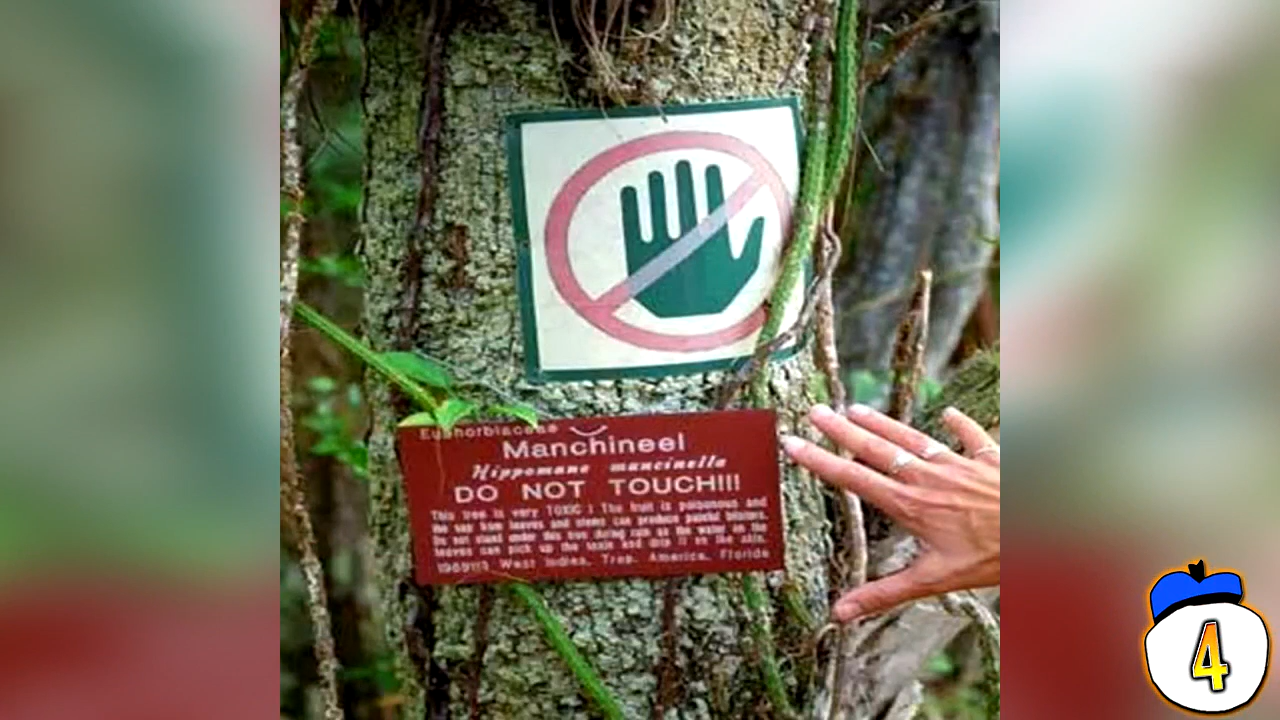 Euphorbiaceae
Manchineel
Hippomane mancinella
DO NOT TOUCH!!!
This tree is very TOXIC ! The fruit is poisonous and
the sap from leaves and stems can produce painful blisters.
Do not stand under this tree during rain as the water on the
leaves can pick up the toxin and drip it on the skin.
West Indies, Trop. America, Florida
4